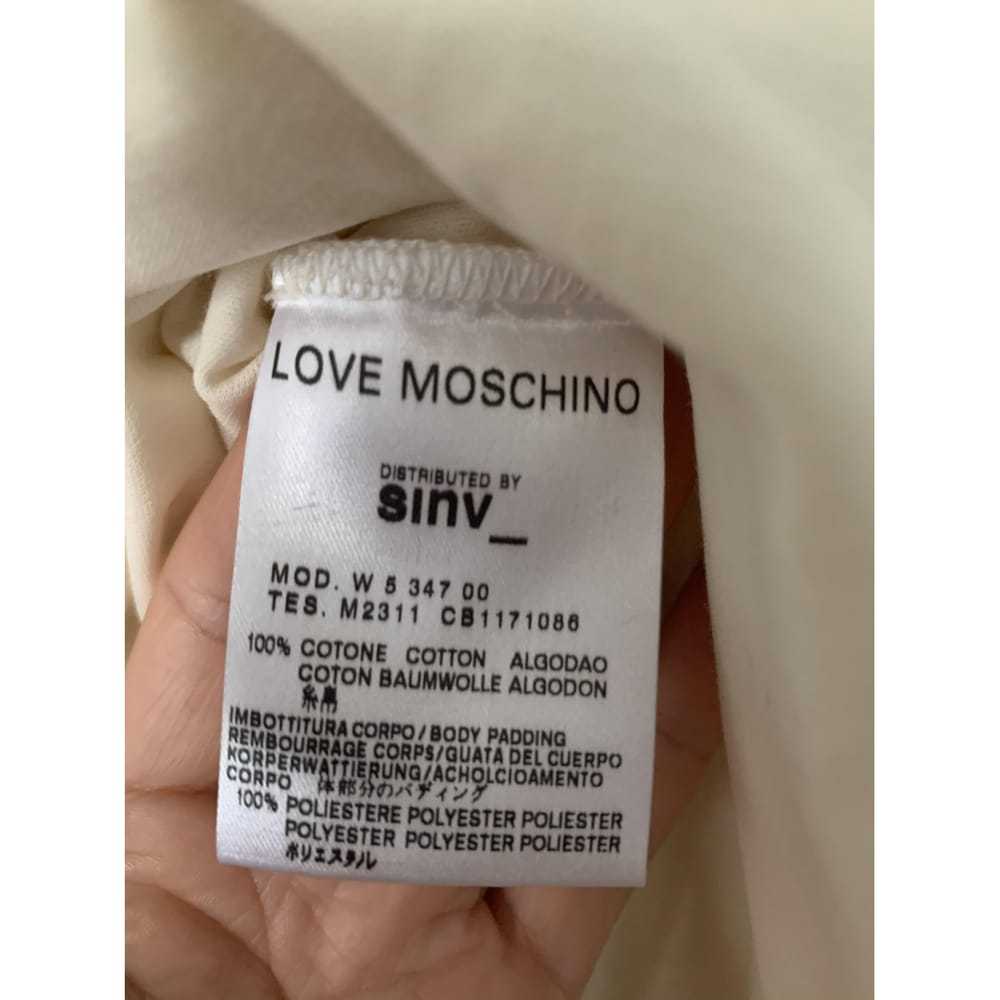 LOVE MOSCHINO
DISTRIBUTED BY
sinv_
MOD. W 5 347 00
TES. M2311 CB1171086
100% COTONE COTTON ALGODAO
COTON BAUMWOLLE ALGODON
IMBOTTITURA CORPO/BODY PADDING
REMBOURRAGE CORPS/GUATA DEL CUERPO
KORPERWATTIERUNG/ACHOLCIOAMENTO
CORPO 体部分のパディング
100% POLIESTERE POLYESTER POLIESTER
POLYESTER POLYESTER POLIESTER
ポリエステル